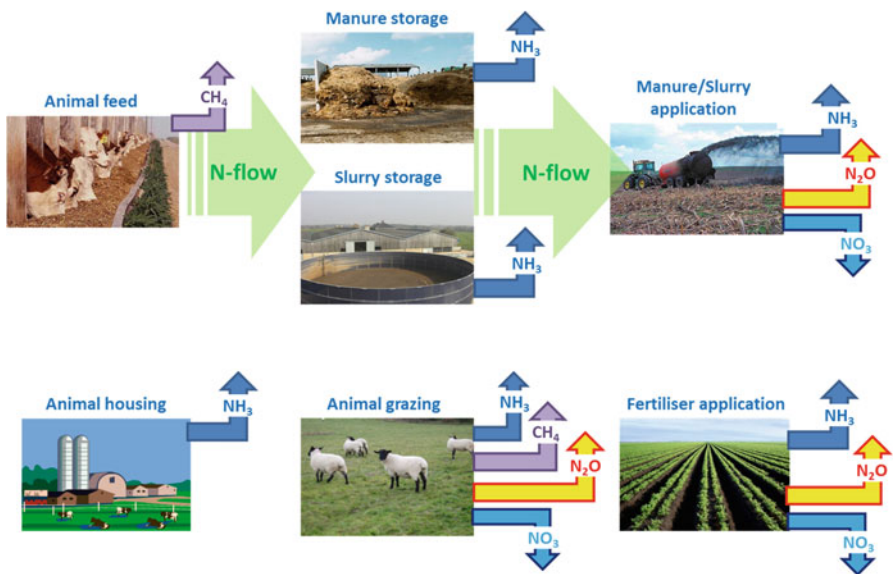 Manure storage
NH₃
Animal feed
CH₄
Manure/Slurry
application
NH₃
N-flow
Slurry storage
N-flow
N₂O
NH₃
NO₃
Animal housing
NH₃
Animal grazing
NH₃
CH₄
N₂O
NO₃
Fertiliser application
NH₃
N₂O
NO₃